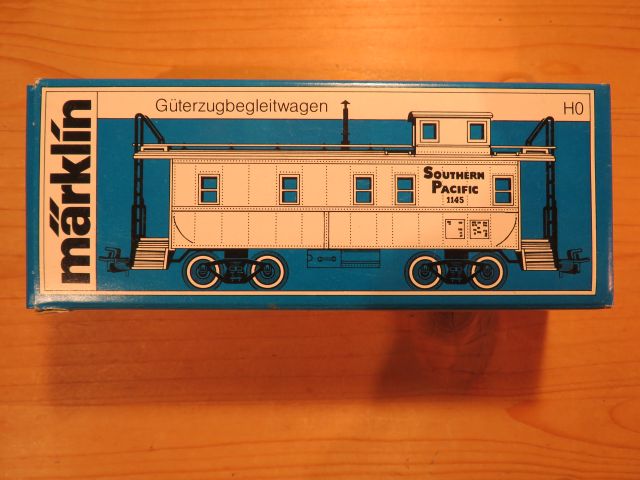 märklin
Güterzugbegleitwagen
H0
SOUTHERN
PACIFIC
1145